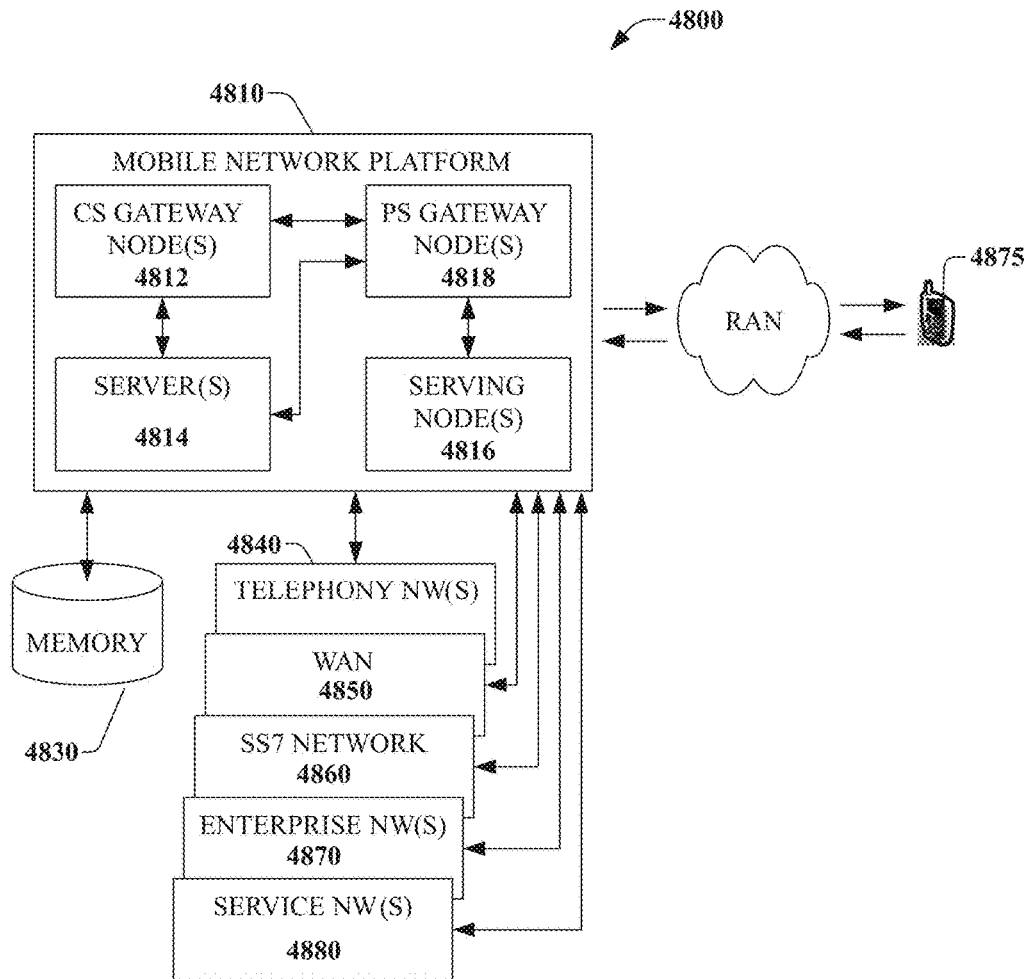 4800
4810
MOBILE NETWORK PLATFORM
CS GATEWAY
NODE(S)
4812
PS GATEWAY
NODE(S)
4818
SERVER(S)
4814
SERVING
NODE(S)
4816
RAN
4875
4840
TELEPHONY NW(S)
MEMORY
4830
WAN
4850
SS7 NETWORK
4860
ENTERPRISE NW(S)
4870
SERVICE NW(S)
4880